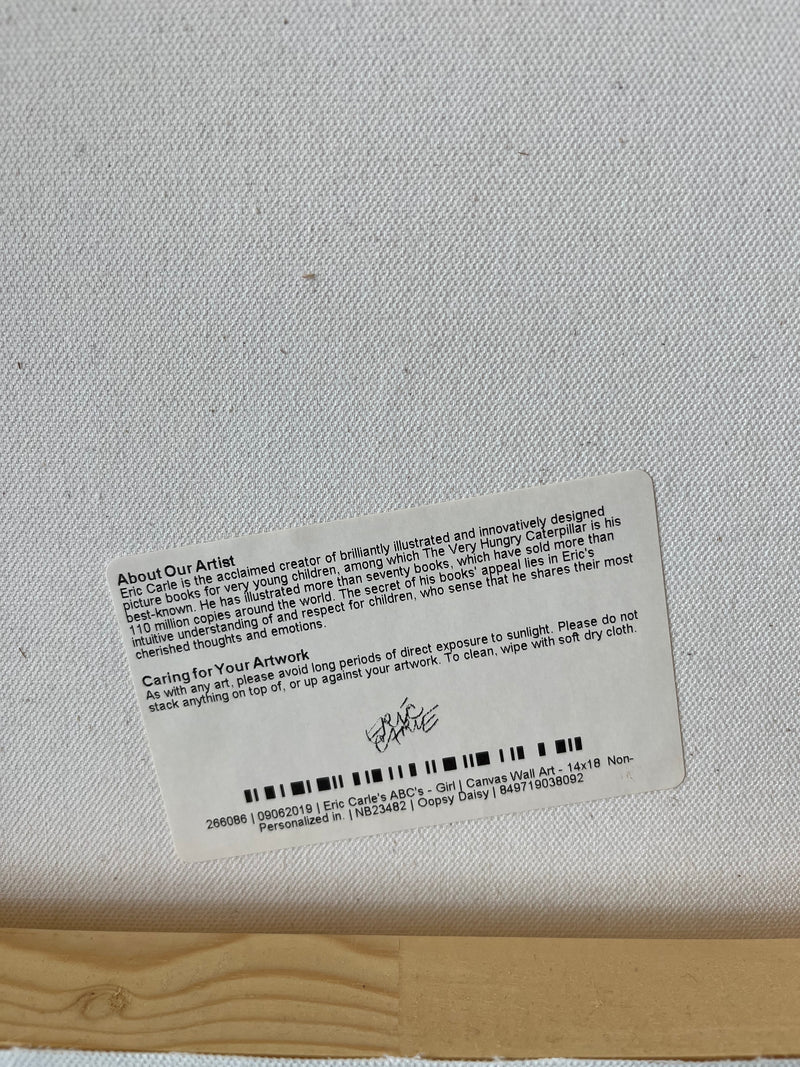 About Our Artist
Eric Carle is the acclaimed creator of brilliantly illustrated and innovatively designed
picture books for very young children, among which The Very Hungry Caterpillar is his
best-known. He has illustrated more than seventy books, which have sold more than
110 million copies around the world. The secret of his books' appeal lies in Eric's
intuitive understanding of and respect for children, who sense that he shares their most
cherished thoughts and emotions.
Caring for Your Artwork
As with any art, please avoid long periods of direct exposure to sunlight. Please do not
stack anything on top of, or up against your artwork. To clean, wipe with soft dry cloth.
ERIC
CARLE
266086 | 09062019 | Eric Carle's ABC's - Girl | Canvas Wall Art - 14x18 Non-
Personalized in. | NB23482 | Oopsy Daisy | 849719038092